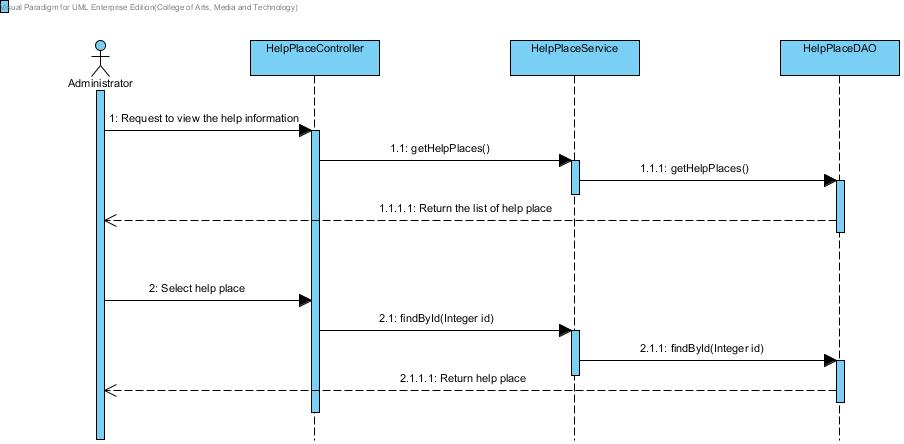 Visual Paradigm for UML Enterprise Edition(College of Arts, Media and Technology)
HelpPlaceController
HelpPlaceService
HelpPlaceDAO
Administrator
1: Request to view the help information
1.1: getHelpPlaces()
1.1.1: getHelpPlaces()
1.1.1.1: Return the list of help place
2: Select help place
2.1: findById(Integer id)
2.1.1: findById(Integer id)
2.1.1.1: Return help place